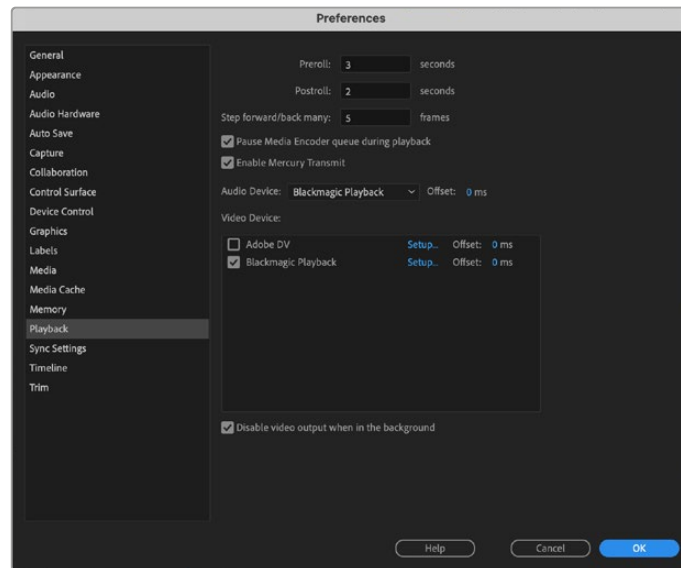 Preferences
General
Appearance
Audio
Audio Hardware
Auto Save
Capture
Collaboration
Control Surface
Device Control
Graphics
Labels
Media
Media Cache
Memory
Playback
Sync Settings
Timeline
Trim
Preroll: 3 seconds
Postroll: 2 seconds
Step forward/back many: 5 frames
Pause Media Encoder queue during playback
Enable Mercury Transmit
Audio Device: Blackmagic Playback Offset: 0 ms
Video Device:
Adobe DV Setup... Offset: 0 ms
Blackmagic Playback Setup... Offset: 0 ms
Disable video output when in the background
Help Cancel OK